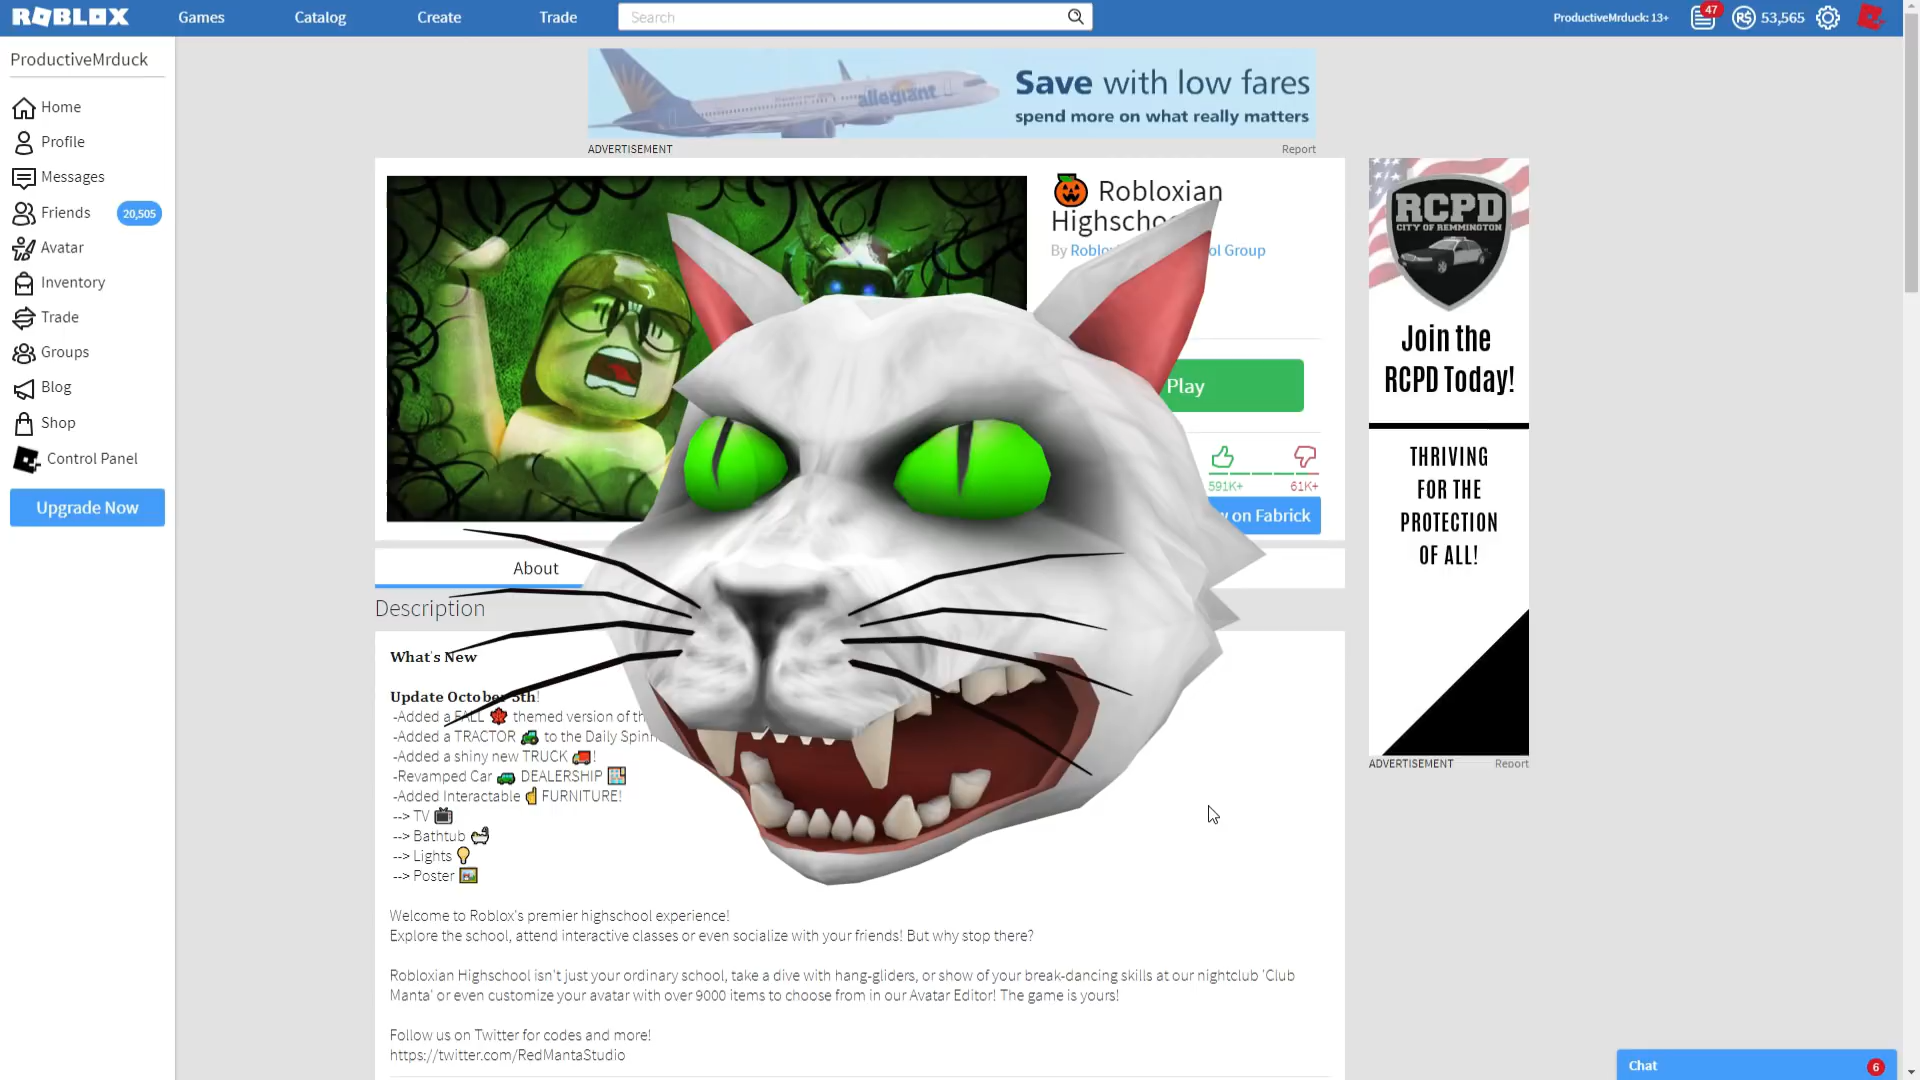 ROBLOX
Games
Catalog
Create
Trade
Search
ProductiveMrduck: 13+
47
R$
53,565
ProductiveMrduck
Home
Profile
Messages
Friends
20,505
Avatar
Inventory
Trade
Groups
Blog
Shop
Control Panel
Upgrade Now
allegiant
Save with low fares
spend more on what really matters
ADVERTISEMENT
Report
Robloxian
By
ol Group
Play
591K+
61K+
on Fabrick
About
Description
What's New
Update October
-Added a FALL themed version of
-Added a TRACTOR to the Daily
-Added a shiny new TRUCK !
-Revamped Car DEALERSHIP
-Added Interactable FURNITURE!
--> TV
--> Bathtub
--> Lights
--> Poster
Welcome to Roblox's premier highschool experience!
Explore the school, attend interactive classes or even socialize with your friends! But why stop there?
Robloxian Highschool isn't just your ordinary school, take a dive with hang-gliders, or show of your break-dancing skills at our nightclub 'Club
Manta' or even customize your avatar with over 9000 items to choose from in our Avatar Editor! The game is yours!
Follow us on Twitter for codes and more!
https://twitter.com/RedMantaStudio
RCPD
CITY OF REMMINGTON
Join the
RCPD Today!
THRIVING
FOR THE
PROTECTION
OF ALL!
ADVERTISEMENT
Report
Chat
6